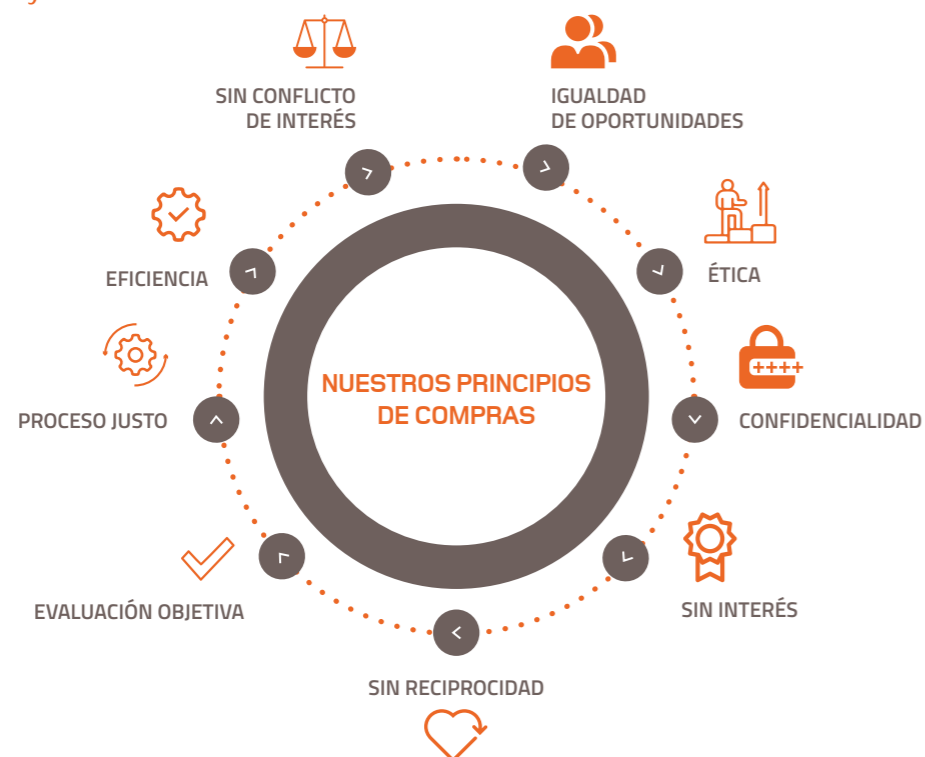 SIN CONFLICTO
DE INTERÉS
IGUALDAD
DE OPORTUNIDADES
EFICIENCIA
ÉTICA
PROCESO JUSTO
NUESTROS PRINCIPIOS
DE COMPRAS
++++
CONFIDENCIALIDAD
EVALUACIÓN OBJETIVA
SIN INTERÉS
SIN RECIPROCIDAD